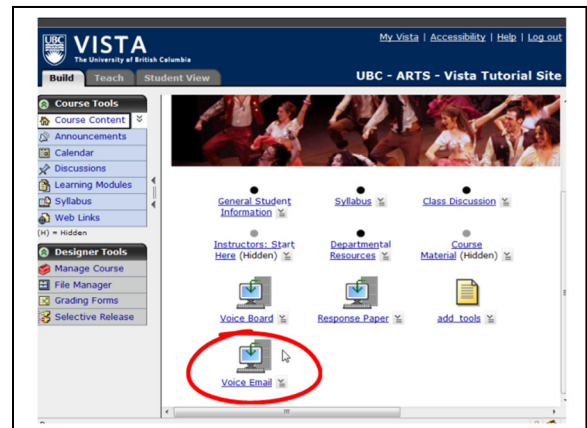 UBC
VISTA
The University of British Columbia
My Vista | Accessibility | Help | Log out
Build Teach Student View
UBC - ARTS - Vista Tutorial Site
Course Tools
Course Content
Announcements
Calendar
Discussions
Learning Modules
Syllabus
Web Links
(H) = Hidden
Designer Tools
Manage Course
File Manager
Grading Forms
Selective Release
General Student
Information
Syllabus
Class Discussion
Instructors: Start
Here (Hidden)
Departmental
Resources
Course
Material (Hidden)
Voice Board
Response Paper
add_tools
Voice Email